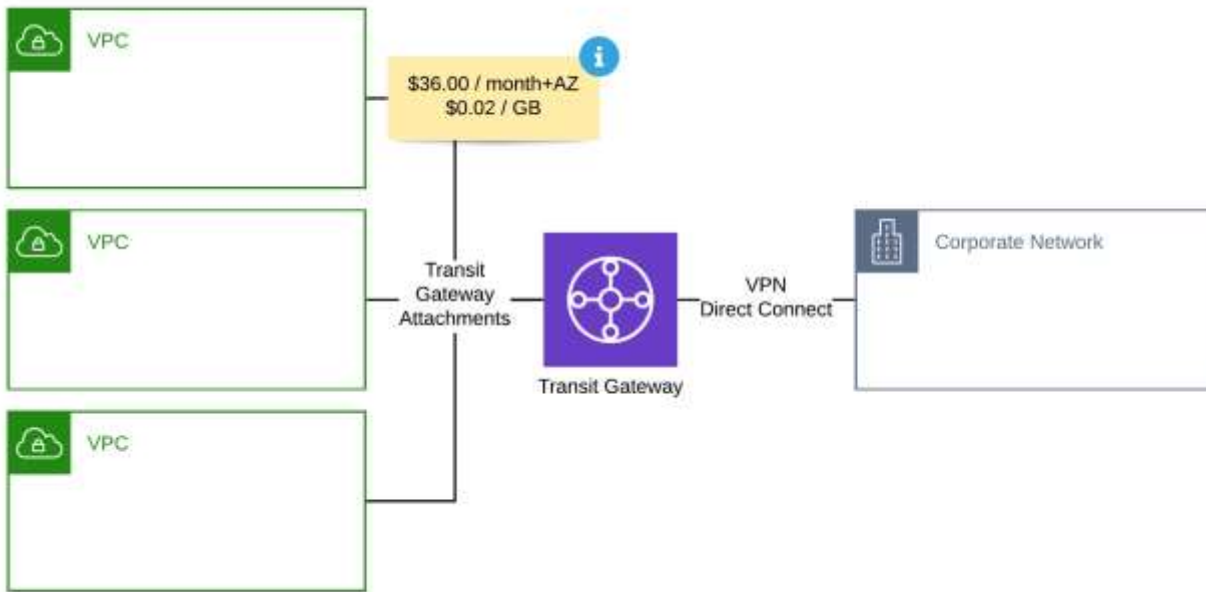 VPC
$36.00 / month+AZ
$0.02 / GB
i
VPC
Transit
Gateway
Attachments
Transit Gateway
VPN
Direct Connect
Corporate Network
VPC